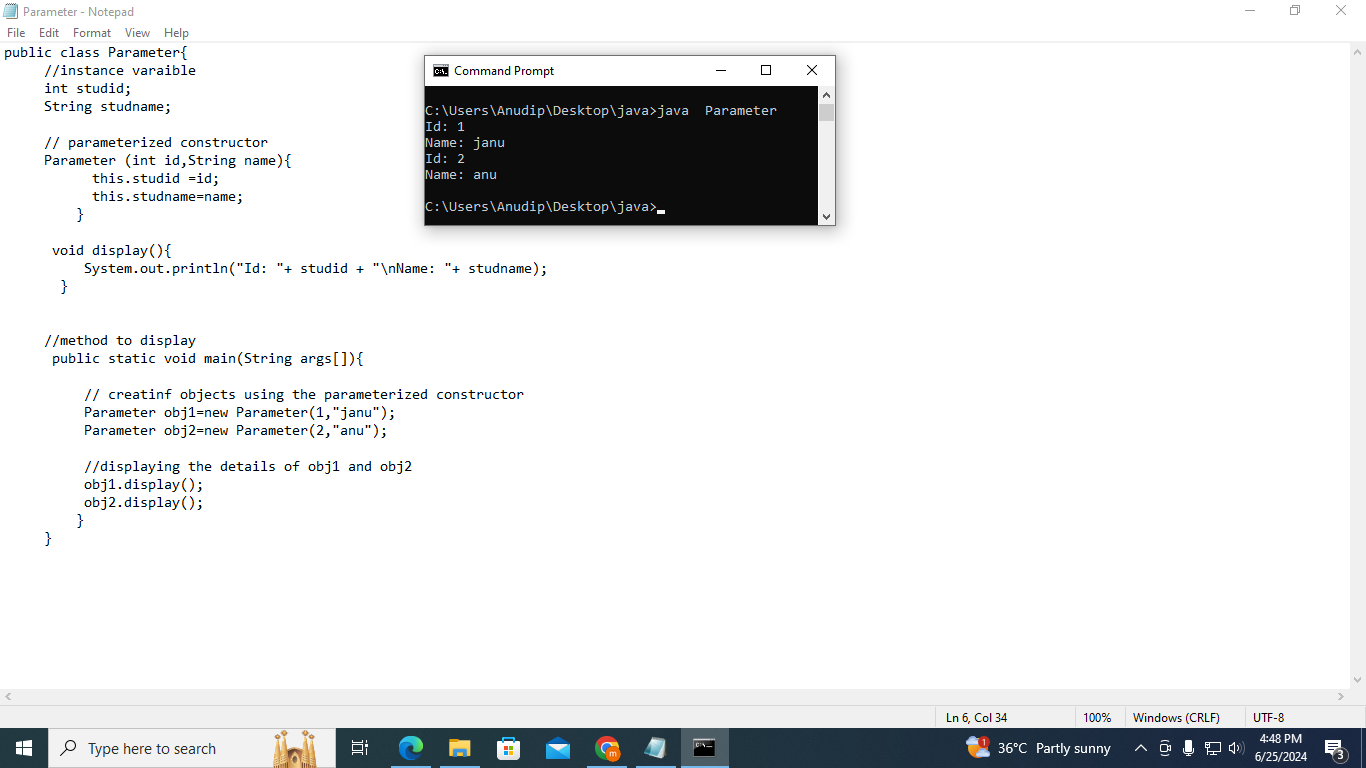 Parameter - Notepad
File Edit Format View Help
public class Parameter{
//instance varaible
int studid;
String studname;
// parameterized constructor
Parameter (int id,String name){
this.studid =id;
this.studname=name;
}
void display(){
System.out.println("Id: "+ studid + "\nName: "+ studname);
}
//method to display
public static void main(String args[]){
// creatinf objects using the parameterized constructor
Parameter obj1=new Parameter(1,"janu");
Parameter obj2=new Parameter(2,"anu");
//displaying the details of obj1 and obj2
obj1.display();
obj2.display();
}
}
Command Prompt
C:\Users\Anudip\Desktop\java>java  Parameter
Id: 1
Name: janu
Id: 2
Name: anu
C:\Users\Anudip\Desktop\java>
Ln 6, Col 34 100% Windows (CRLF) UTF-8
Type here to search
1 36°C Partly sunny
4:48 PM
6/25/2024
3